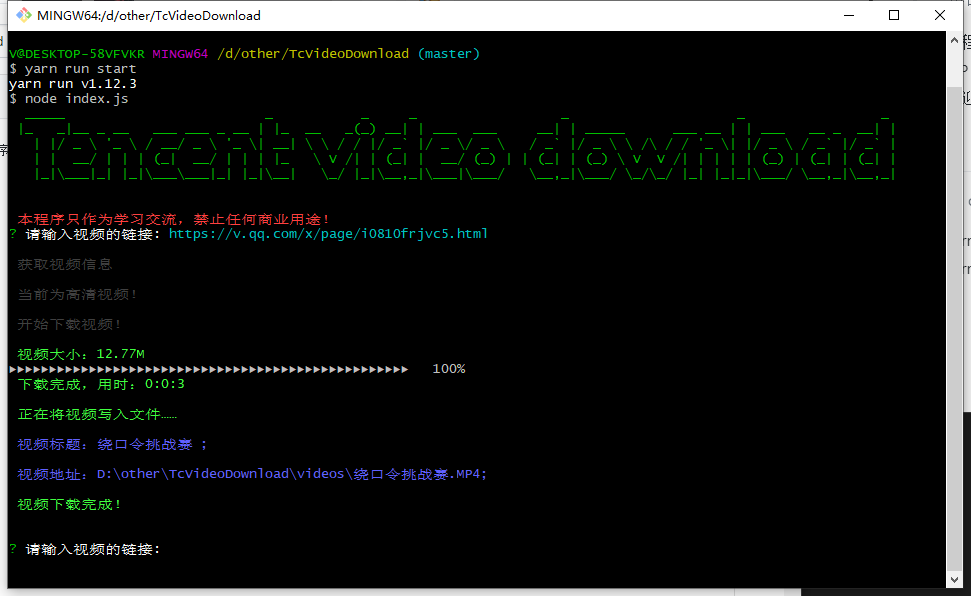 MINGW64:/d/other/TcVideoDownload
V@DESKTOP-58VFVKR MINGW64 /d/other/TcVideoDownload (master)
$ yarn run start
yarn run v1.12.3
$ node index.js
Tencent video download
本程序只作为学习交流，禁止任何商业用途！
? 请输入视频的链接: https://v.qq.com/x/page/i0810frjvc5.html
获取视频信息
当前为高清视频！
开始下载视频！
视频大小：12.77M
100%
下载完成，用时：0:0:3
正在将视频写入文件……
视频标题：绕口令挑战赛 ;
视频地址：D:\other\TcVideoDownload\videos\绕口令挑战赛.MP4;
视频下载完成！
? 请输入视频的链接: